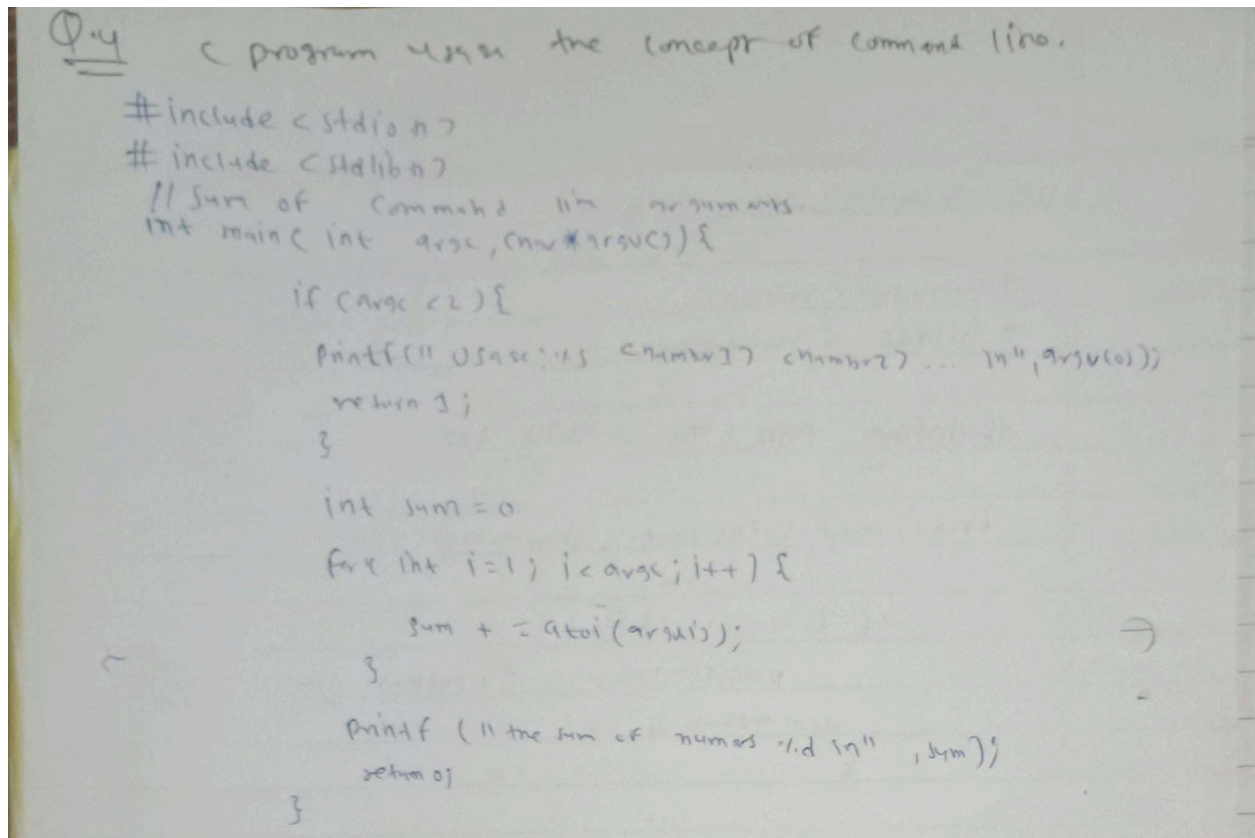 Q.4 C program usage the concept of command line.
#include <stdio.h>
#include <stdlib.h>
// Sum of Command line arguments.
int main( int argc, char *argv[]) {
if (argc < 2) {
printf("Usage: %s <number1> <number2> ... \n", argv[0]);
return 1;
}
int sum = 0
for( int i=1; i<argc; i++) {
sum + = atoi(argv[i]);
}
printf ("the sum of numers %d \n" , sum);
return 0;
}